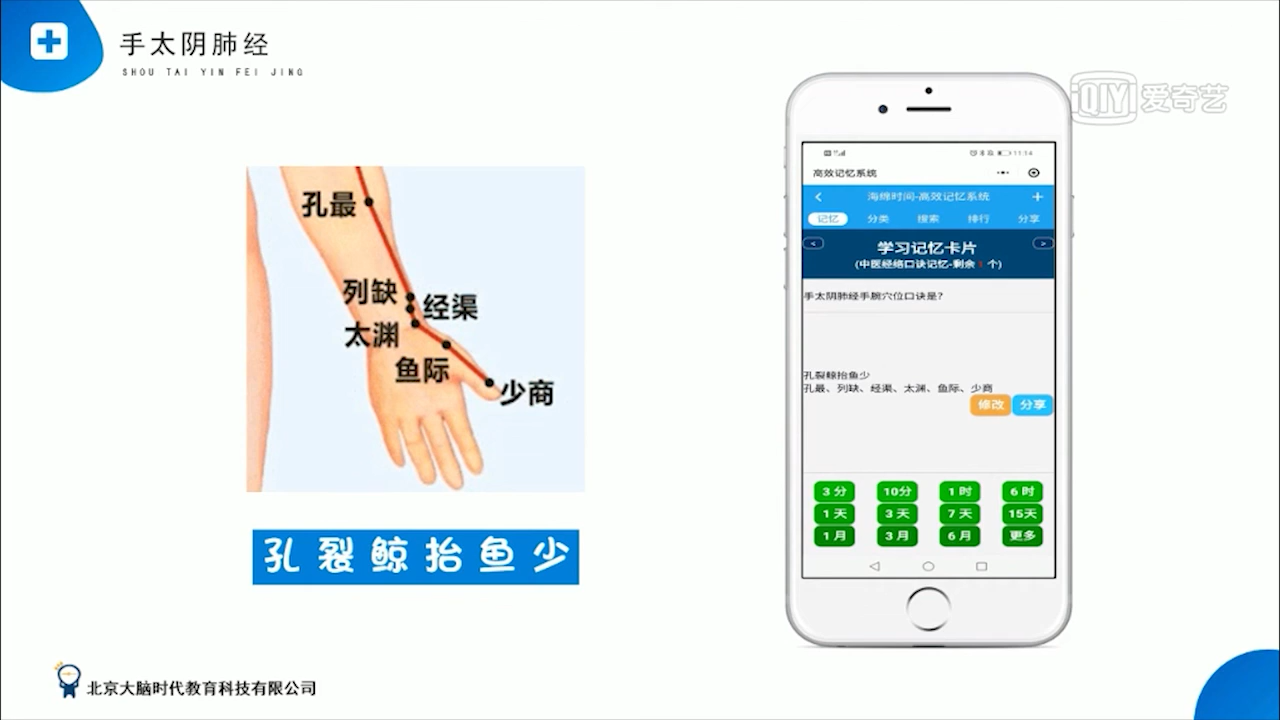 手太阴肺经
SHOU TAI YIN FEI JING
iQIYI 爱奇艺
孔最
列缺
经渠
太渊
鱼际
少商
孔裂鲸抬鱼少
11:14
高效记忆系统
海绵时间-高效记忆系统
记忆 分类 搜索 排行 分享
< 学习记忆卡片 >
(中医经络口诀记忆-剩余 1 个)
手太阴肺经手腕穴位口诀是?
孔裂鲸抬鱼少
孔最、列缺、经渠、太渊、鱼际、少商
修改 分享
3分 10分 1时 6时
1天 3天 7天 15天
1月 3月 6月 更多
北京大脑时代教育科技有限公司